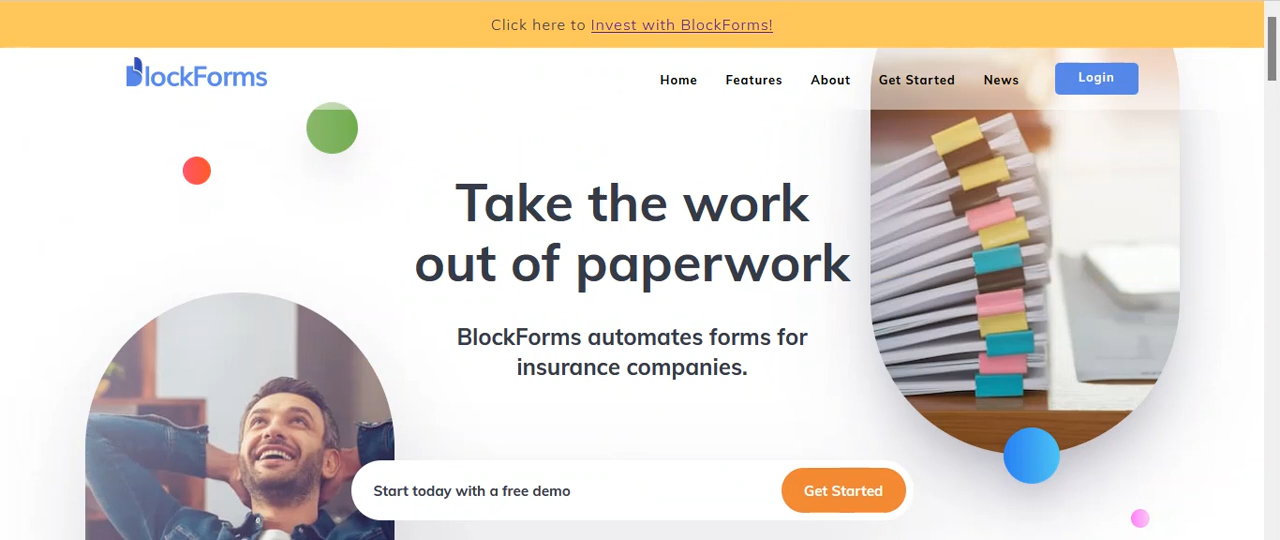 Click here to Invest with BlockForms!
BlockForms
Home Features About Get Started News Login
Take the work
out of paperwork
BlockForms automates forms for
insurance companies.
Start today with a free demo Get Started